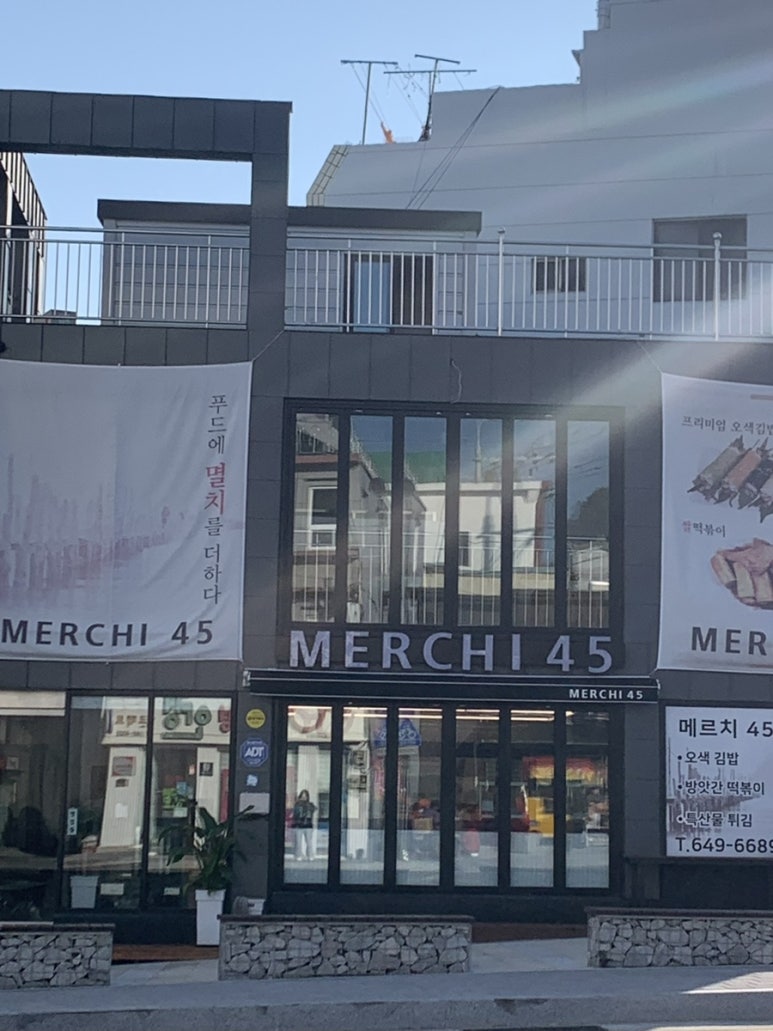 푸드에 멸치를 더하다
MERCHI 45
MERCHI 45
MERCHI 45
ADT
프리미엄 오색김밥
쌀떡볶이
MER
메르치 45
•오색 김밥
•방앗간 떡볶이
•특산물 튀김
T.649-6689